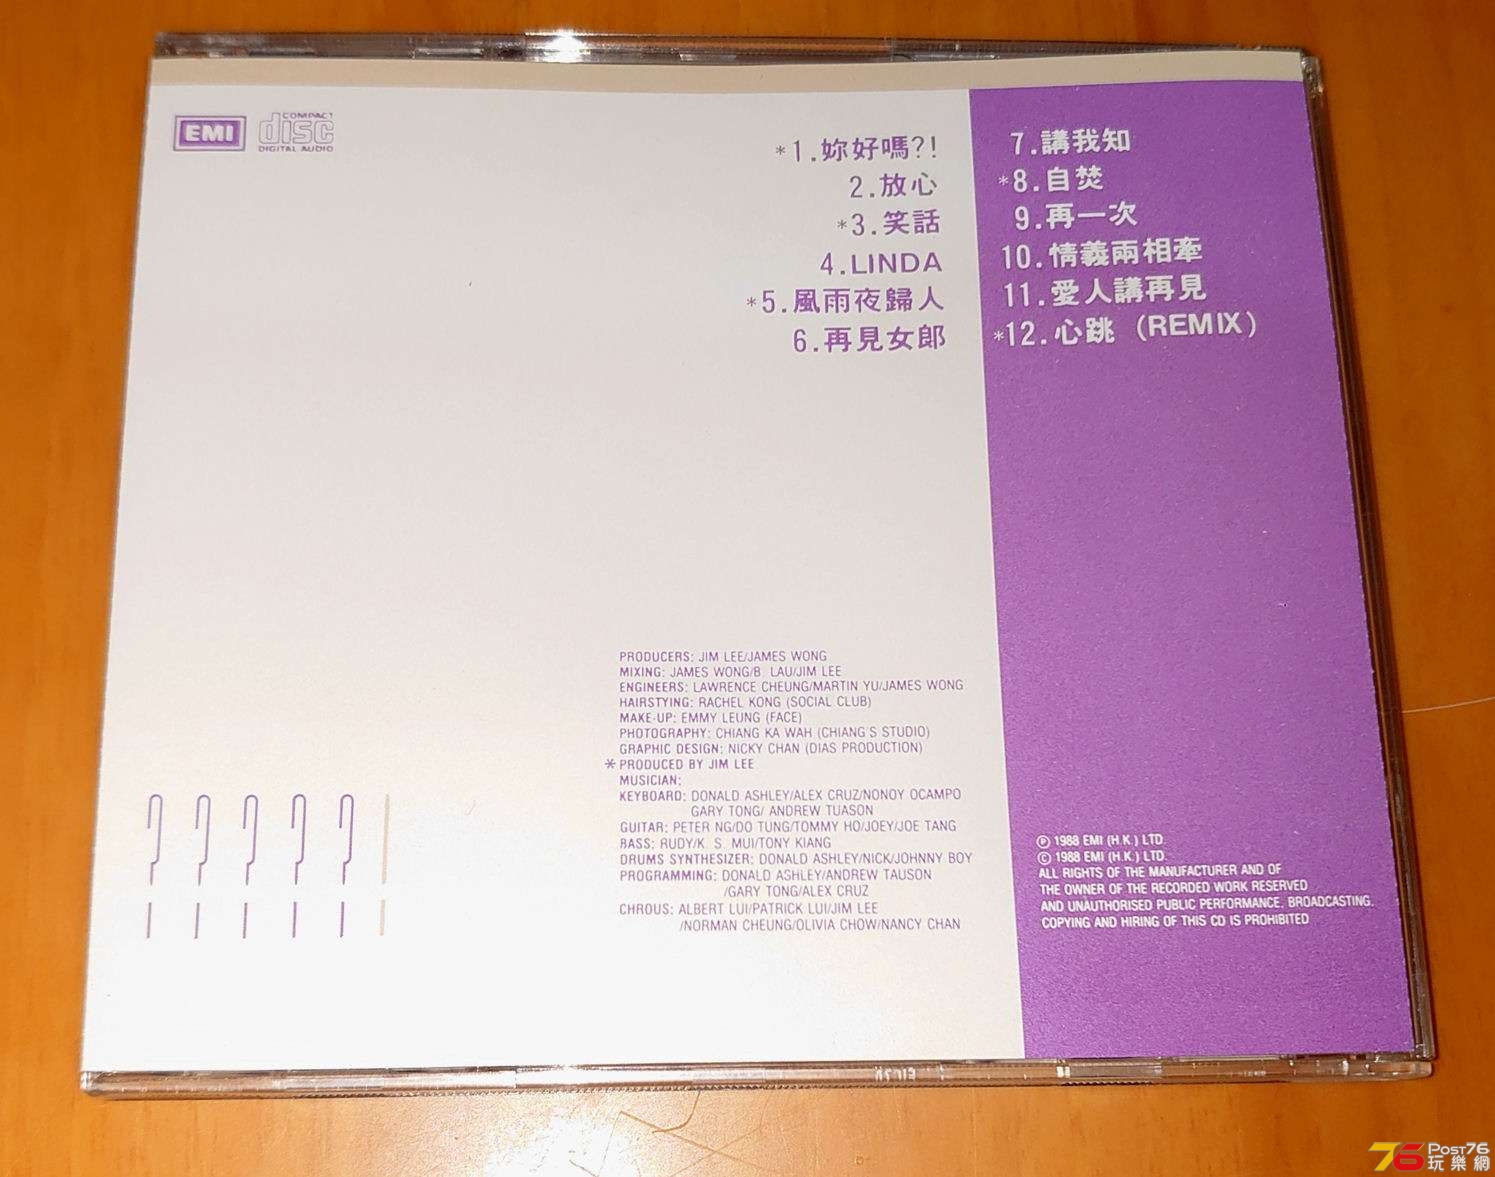 EMI
COMPACT
disc
DIGITAL AUDIO
*1.妳好嗎?!
2.放心
*3.笑話
4.LINDA
*5.風雨夜歸人
6.再見女郎
7.講我知
*8.自焚
9.再一次
10.情義兩相牽
11.愛人講再見
*12.心跳 (REMIX)
PRODUCERS: JIM LEE/JAMES WONG
MIXING: JAMES WONG/B. LAU/JIM LEE
ENGINEERS: LAWRENCE CHEUNG/MARTIN YU/JAMES WONG
HAIRSTYING: RACHEL KONG (SOCIAL CLUB)
MAKE-UP: EMMY LEUNG (FACE)
PHOTOGRAPHY: CHIANG KA WAH (CHIANG'S STUDIO)
GRAPHIC DESIGN: NICKY CHAN (DIAS PRODUCTION)
*PRODUCED BY JIM LEE
MUSICIAN:
KEYBOARD: DONALD ASHLEY/ALEX CRUZ/NONOY OCAMPO
GARY TONG/ ANDREW TUASON
GUITAR: PETER NG/DO TUNG/TOMMY HO/JOEY/JOE TANG
BASS: RUDY/K. S. MUI/TONY KIANG
DRUMS SYNTHESIZER: DONALD ASHLEY/NICK/JOHNNY BOY
PROGRAMMING: DONALD ASHLEY/ANDREW TAUSON
/GARY TONG/ALEX CRUZ
CHROUS: ALBERT LUI/PATRICK LUI/JIM LEE
/NORMAN CHEUNG/OLIVIA CHOW/NANCY CHAN
Ⓟ 1988 EMI (H.K.) LTD.
© 1988 EMI (H.K.) LTD.
ALL RIGHTS OF THE MANUFACTURER AND OF
THE OWNER OF THE RECORDED WORK RESERVED
AND UNAUTHORISED PUBLIC PERFORMANCE, BROADCASTING,
COPYING AND HIRING OF THIS CD IS PROHIBITED
76 POST76
玩樂網